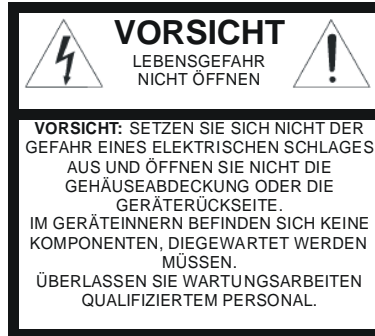 VORSICHT
LEBENSGEFAHR
NICHT ÖFFNEN
VORSICHT: SETZEN SIE SICH NICHT DER
GEFAHR EINES ELEKTRISCHEN SCHLAGES
AUS UND ÖFFNEN SIE NICHT DIE
GEHÄUSEABDECKUNG ODER DIE
GERÄTERÜCKSEITE.
IM GERÄTEINNERN BEFINDEN SICH KEINE
KOMPONENTEN, DIEGEWARTET WERDEN
MÜSSEN.
ÜBERLASSEN SIE WARTUNGSARBEITEN
QUALIFIZIERTEM PERSONAL.